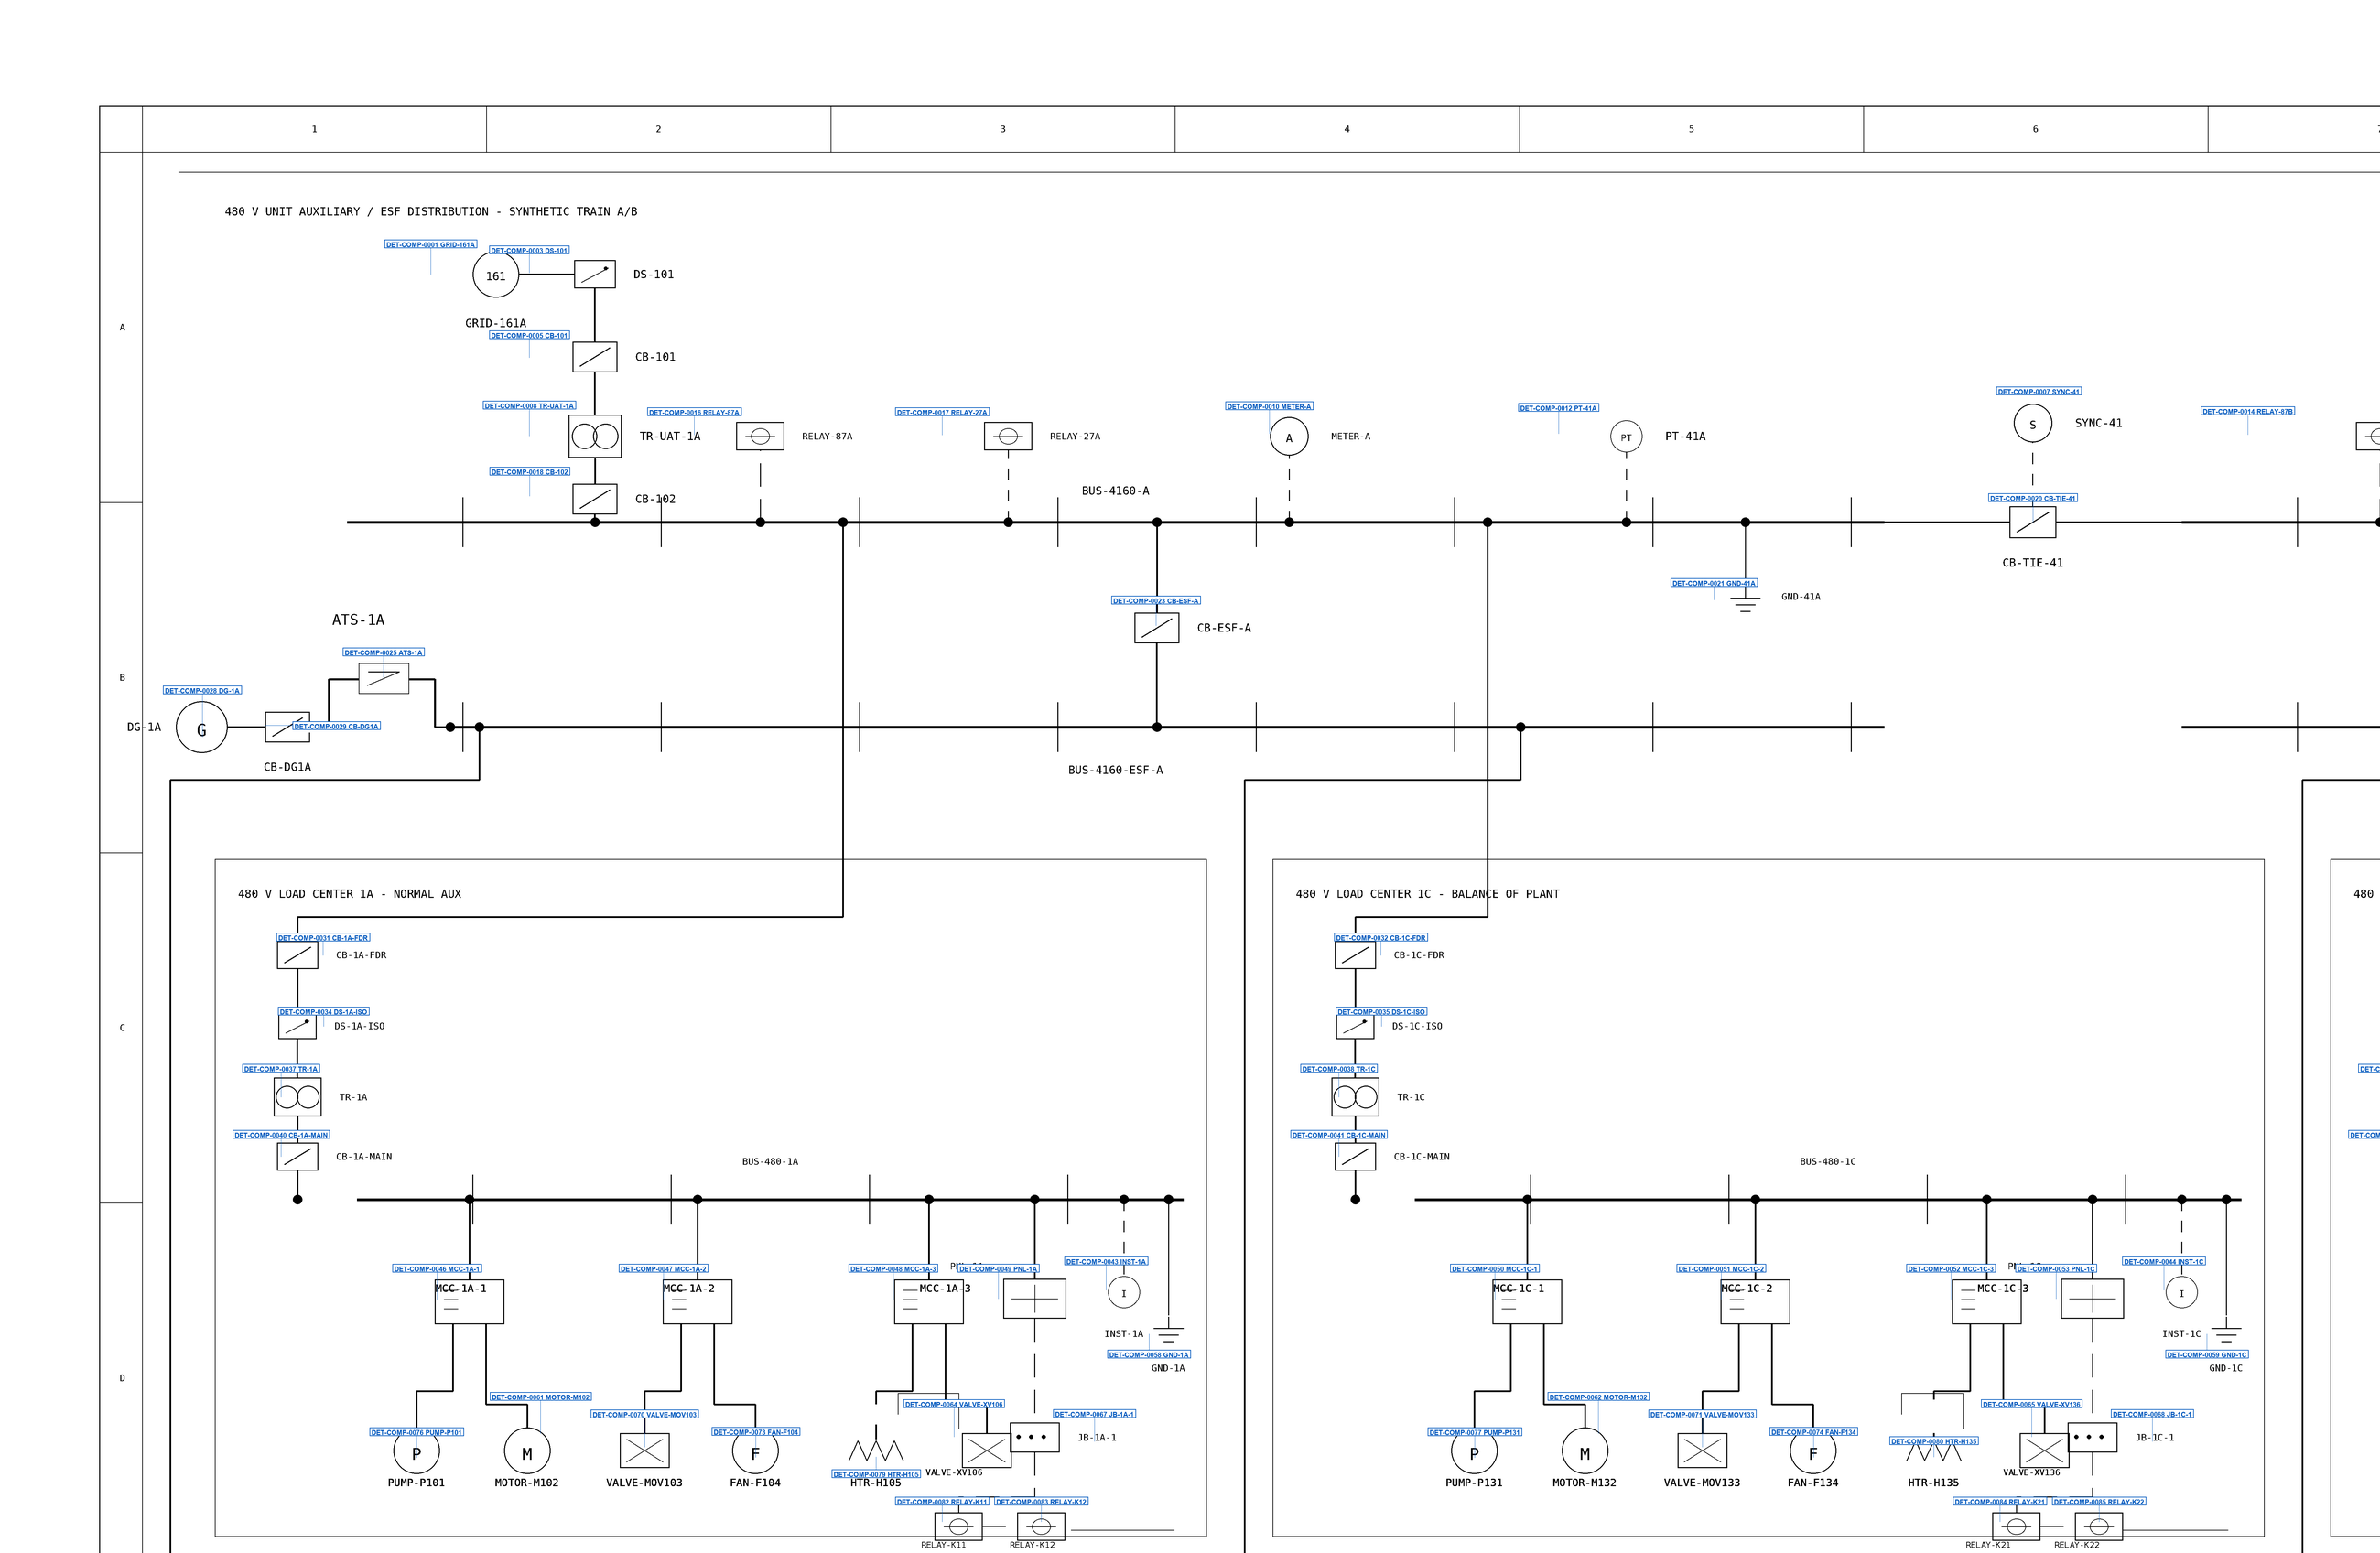 1 2 3 4 5 6
480 V UNIT AUXILIARY / ESF DISTRIBUTION - SYNTHETIC TRAIN A/B
DET-COMP-0001 GRID-161A
DET-COMP-0003 DS-101
161
DS-101
GRID-161A
A
DET-COMP-0005 CB-101
CB-101
DET-COMP-0008 TR-UAT-1A
DET-COMP-0016 RELAY-87A
DET-COMP-0017 RELAY-27A
DET-COMP-0010 METER-A
DET-COMP-0012 PT-41A
DET-COMP-0007 SYNC-41
DET-COMP-0014 RELAY-87B
TR-UAT-1A
RELAY-87A
RELAY-27A
A
METER-A
PT
PT-41A
S
SYNC-41
DET-COMP-0018 CB-102
CB-102
BUS-4160-A
DET-COMP-0020 CB-TIE-41
CB-TIE-41
DET-COMP-0021 GND-41A
GND-41A
DET-COMP-0023 CB-ESF-A
CB-ESF-A
ATS-1A
DET-COMP-0025 ATS-1A
B
DET-COMP-0028 DG-1A
DG-1A
G
DET-COMP-0029 CB-DG1A
CB-DG1A
BUS-4160-ESF-A
480 V LOAD CENTER 1A - NORMAL AUX
480 V LOAD CENTER 1C - BALANCE OF PLANT
480
DET-COMP-0031 CB-1A-FDR
CB-1A-FDR
DET-COMP-0032 CB-1C-FDR
CB-1C-FDR
C
DET-COMP-0034 DS-1A-ISO
DS-1A-ISO
DET-COMP-0035 DS-1C-ISO
DS-1C-ISO
DET-COMP-0037 TR-1A
TR-1A
DET-COMP-0038 TR-1C
TR-1C
DET-COMP-0040 CB-1A-MAIN
CB-1A-MAIN
DET-COMP-0041 CB-1C-MAIN
CB-1C-MAIN
BUS-480-1A
BUS-480-1C
DET-COMP-0046 MCC-1A-1
DET-COMP-0047 MCC-1A-2
DET-COMP-0048 MCC-1A-3
DET-COMP-0049 PNL-1A
DET-COMP-0043 INST-1A
DET-COMP-0050 MCC-1C-1
DET-COMP-0051 MCC-1C-2
DET-COMP-0052 MCC-1C-3
DET-COMP-0053 PNL-1C
DET-COMP-0044 INST-1C
MCC-1A-1
MCC-1A-2
MCC-1A-3
I
MCC-1C-1
MCC-1C-2
MCC-1C-3
I
INST-1A
DET-COMP-0058 GND-1A
GND-1A
INST-1C
DET-COMP-0059 GND-1C
GND-1C
D
DET-COMP-0061 MOTOR-M102
DET-COMP-0070 VALVE-MOV103
DET-COMP-0064 VALVE-XV106
DET-COMP-0067 JB-1A-1
DET-COMP-0062 MOTOR-M132
DET-COMP-0071 VALVE-MOV133
DET-COMP-0065 VALVE-XV136
DET-COMP-0068 JB-1C-1
DET-COMP-0076 PUMP-P101
DET-COMP-0073 FAN-F104
JB-1A-1
DET-COMP-0077 PUMP-P131
DET-COMP-0074 FAN-F134
DET-COMP-0080 HTR-H135
JB-1C-1
P M F
P M F
DET-COMP-0079 HTR-H105
VALVE-XV106
VALVE-XV136
PUMP-P101 MOTOR-M102 VALVE-MOV103 FAN-F104 HTR-H105
PUMP-P131 MOTOR-M132 VALVE-MOV133 FAN-F134 HTR-H135
DET-COMP-0082 RELAY-K11
DET-COMP-0083 RELAY-K12
DET-COMP-0084 RELAY-K21
DET-COMP-0085 RELAY-K22
RELAY-K11 RELAY-K12
RELAY-K21 RELAY-K22